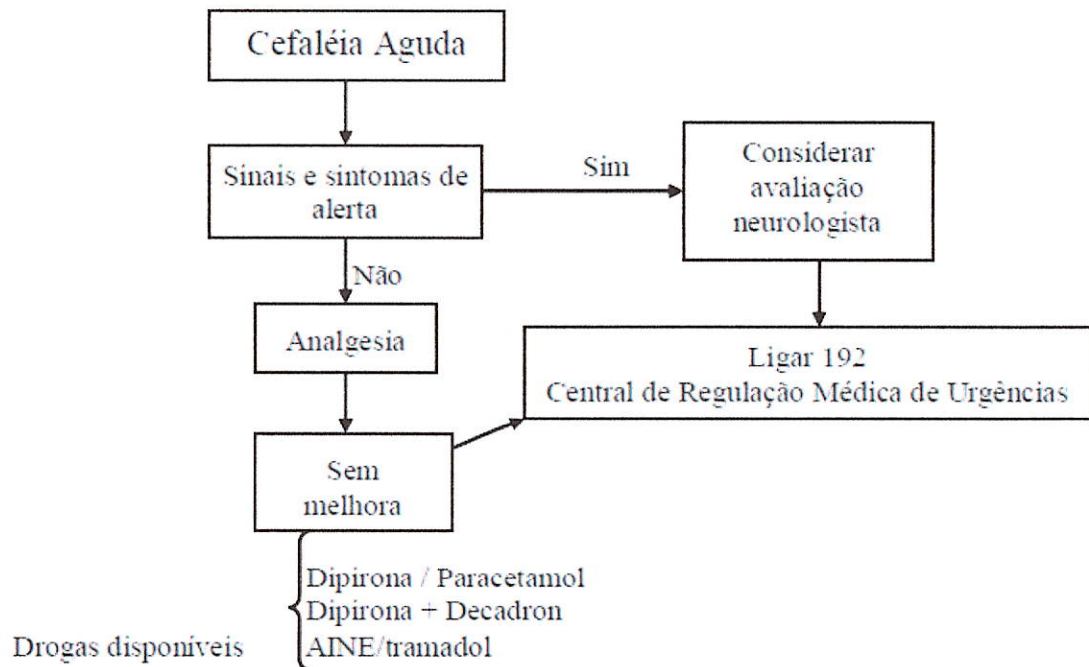 Cefaléia Aguda
Sinais e sintomas de
alerta
Sim
Considerar
avaliação
neurologista
Não
Analgesia
Ligar 192
Central de Regulação Médica de Urgências
Sem
melhora
Dipirona / Paracetamol
Dipirona + Decadron
Drogas disponíveis
AINE/tramadol